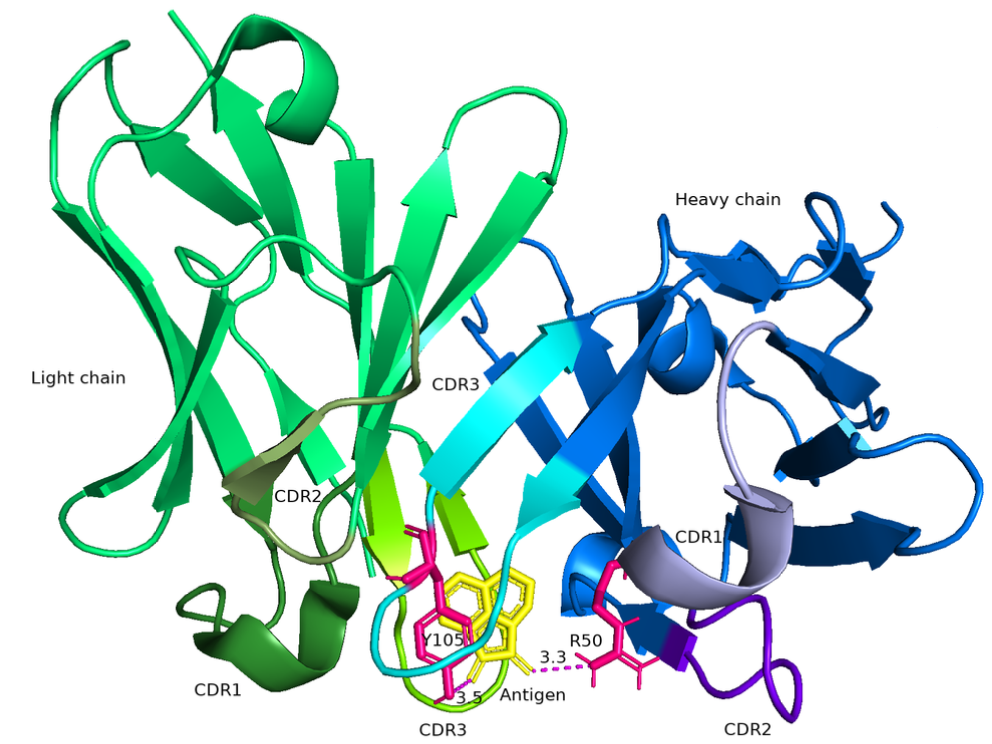 Heavy chain
Light chain
CDR3
CDR2
CDR1
Y105
R50
3.3
CDR1
3.5
Antigen
CDR3
CDR2